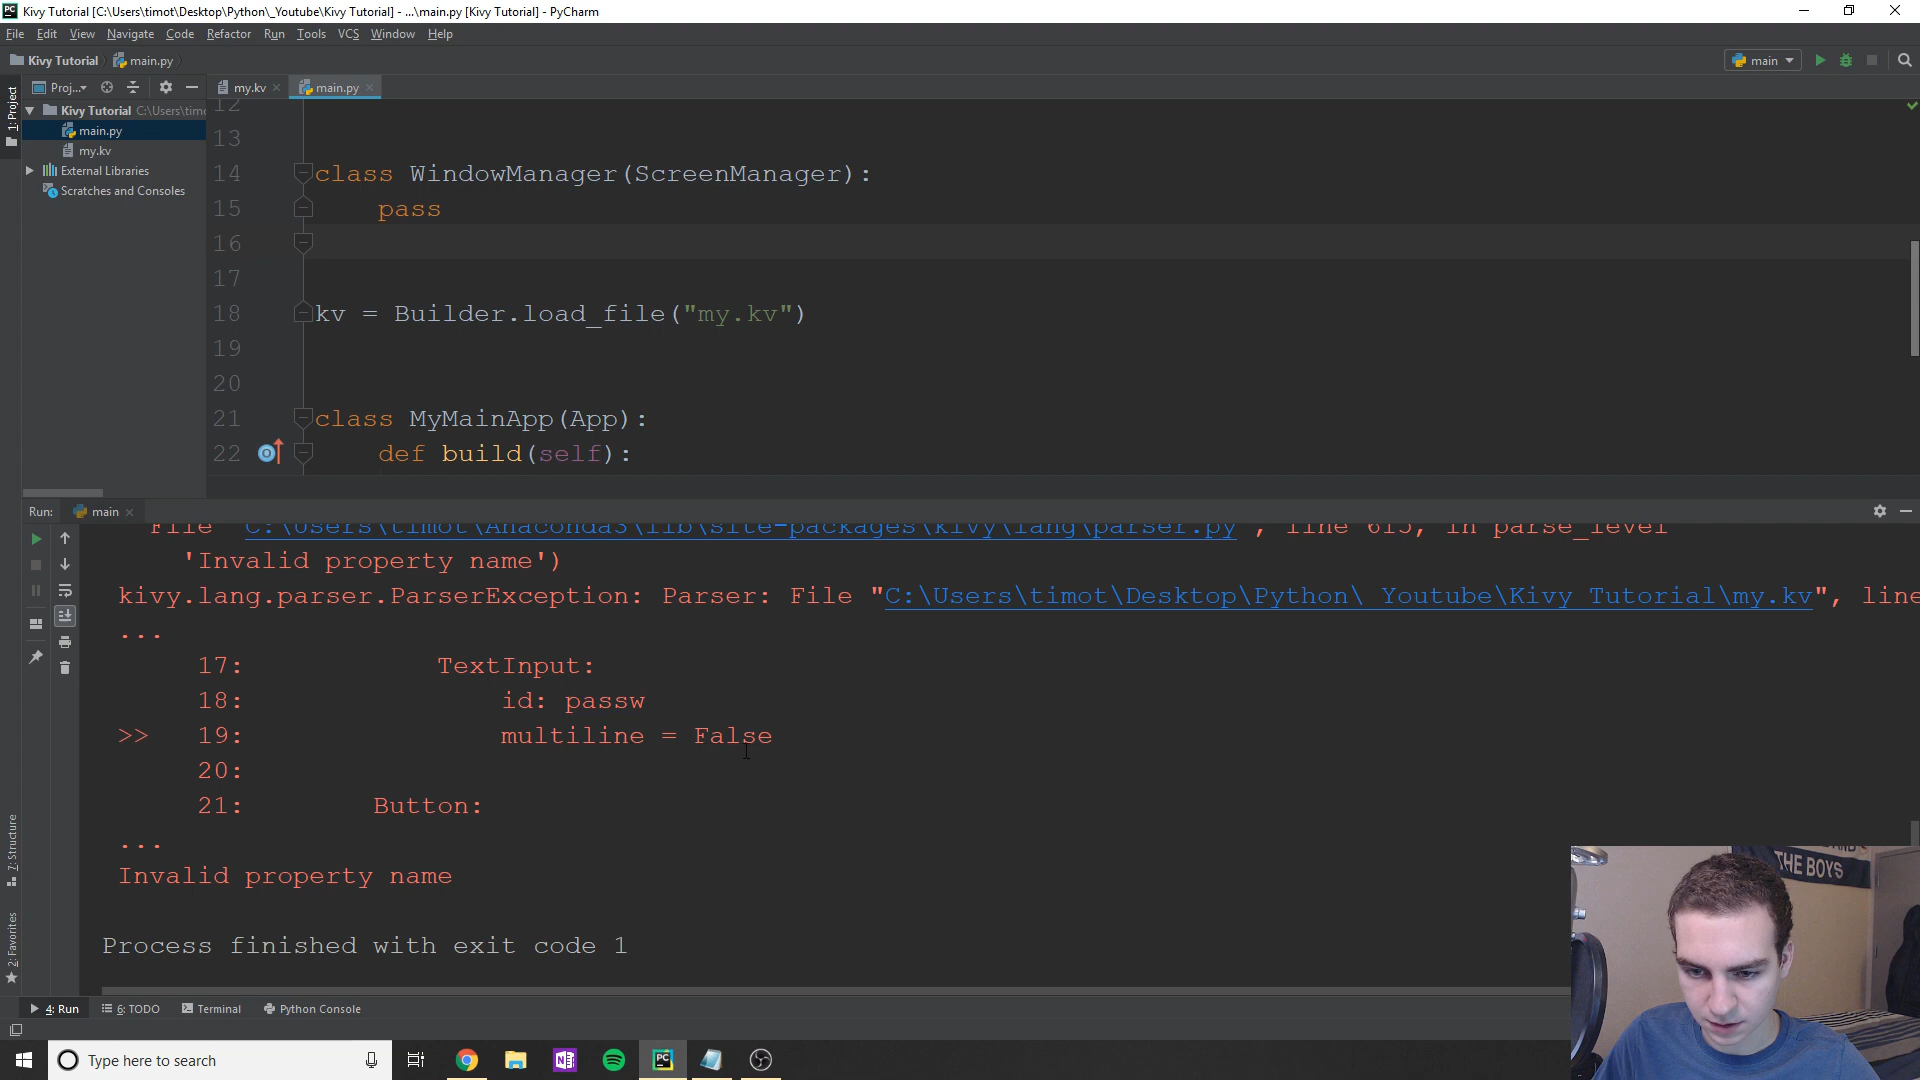 Kivy Tutorial [C:\Users\timot\Desktop\Python\_Youtube\Kivy Tutorial] - ...\main.py [Kivy Tutorial] - PyCharm
File Edit View Navigate Code Refactor Run Tools VCS Window Help
Kivy Tutorial main.py main
1: Project
Proj... my.kv main.py
Kivy Tutorial C:\Users\timo
main.py
my.kv
External Libraries
Scratches and Consoles
12
13
14 class WindowManager(ScreenManager):
15 pass
16
17
18 kv = Builder.load_file("my.kv")
19
20
21 class MyMainApp(App):
22 def build(self):
Run: main
File "C:\Users\timot\Anaconda3\lib\site-packages\kivy\lang\parser.py", line 615, in parse_level
'Invalid property name')
kivy.lang.parser.ParserException: Parser: File "C:\Users\timot\Desktop\Python\_Youtube\Kivy Tutorial\my.kv", line
...
17: TextInput:
18: id: passw
>> 19: multiline = False
20:
21: Button:
...
Invalid property name
Process finished with exit code 1
7: Structure
2: Favorites
THE BOYS
4: Run 6: TODO Terminal Python Console
Type here to search